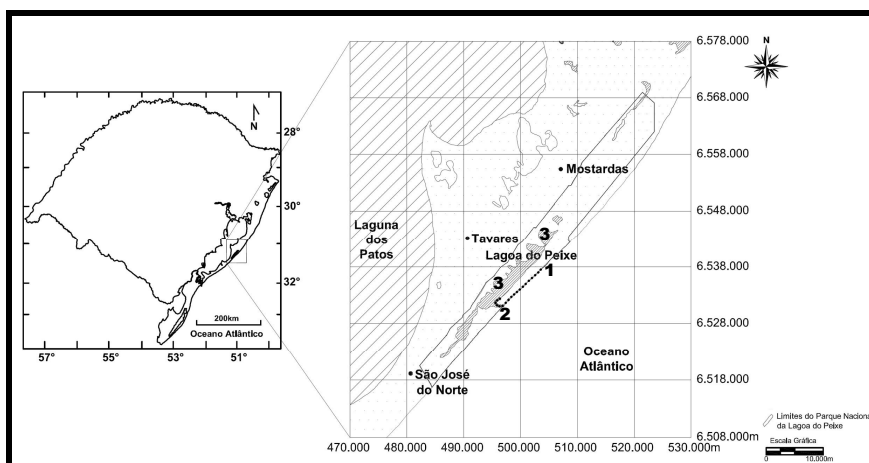 N
28°
30°
32°
200km
Oceano Atlântico
57°
55°
53°
51°
6.578.000
6.568.000
6.558.000
6.548.000
6.538.000
6.528.000
6.518.000
6.508.000m
N
Mostardas
Laguna
dos
Patos
Tavares
3
Lagoa do Peixe
3
1
2
Oceano
Atlântico
São José
do Norte
470.000
480.000
490.000
500.000
510.000
520.000
530.000m
Limites do Parque Nacional
da Lagoa do Peixe
Escala Gráfica
0
10,000m